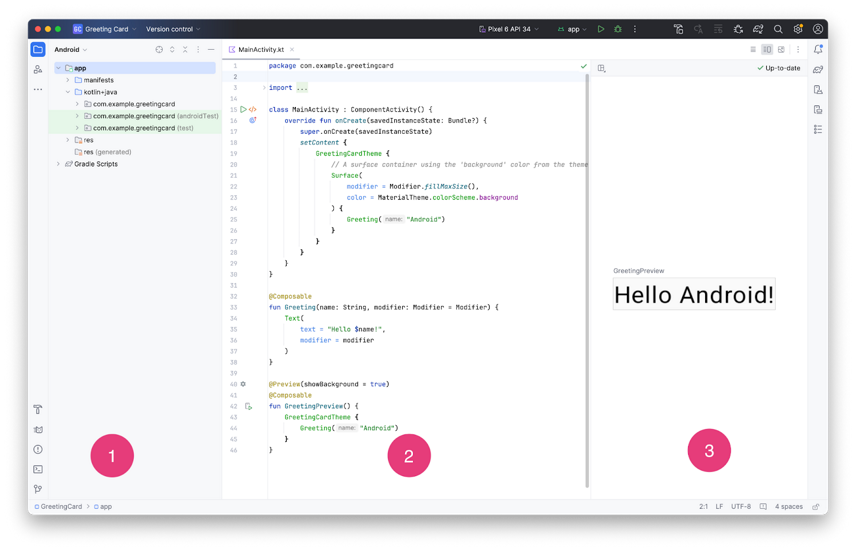 GC Greeting Card Version control Pixel 6 API 34 app
Android
MainActivity.kt
app
manifests
kotlin+java
com.example.greetingcard
com.example.greetingcard (androidTest)
com.example.greetingcard (test)
res
res (generated)
Gradle Scripts
1 package com.example.greetingcard
2
3 import ...
14
15 class MainActivity : ComponentActivity() {
16 override fun onCreate(savedInstanceState: Bundle?) {
17 super.onCreate(savedInstanceState)
18 setContent {
19 GreetingCardTheme {
20 // A surface container using the 'background' color from the theme
21 Surface(
22 modifier = Modifier.fillMaxSize(),
23 color = MaterialTheme.colorScheme.background
24 ) {
25 Greeting( name: "Android")
26 }
27 }
28 }
29 }
30 }
31
32 @Composable
33 fun Greeting(name: String, modifier: Modifier = Modifier) {
34 Text(
35 text = "Hello $name!",
36 modifier = modifier
37 )
38 }
39
40 @Preview(showBackground = true)
41 @Composable
42 fun GreetingPreview() {
43 GreetingCardTheme {
44 Greeting( name: "Android")
45 }
46 }
Up-to-date
GreetingPreview
Hello Android!
1
2
3
GreetingCard > app
2:1 LF UTF-8 4 spaces